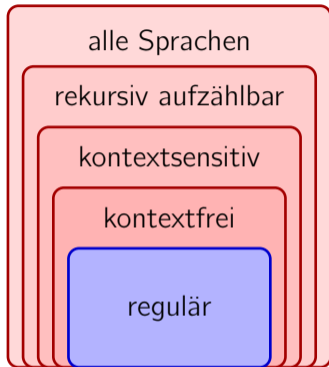 alle Sprachen
rekursiv aufzählbar
kontextsensitiv
kontextfrei
regulär